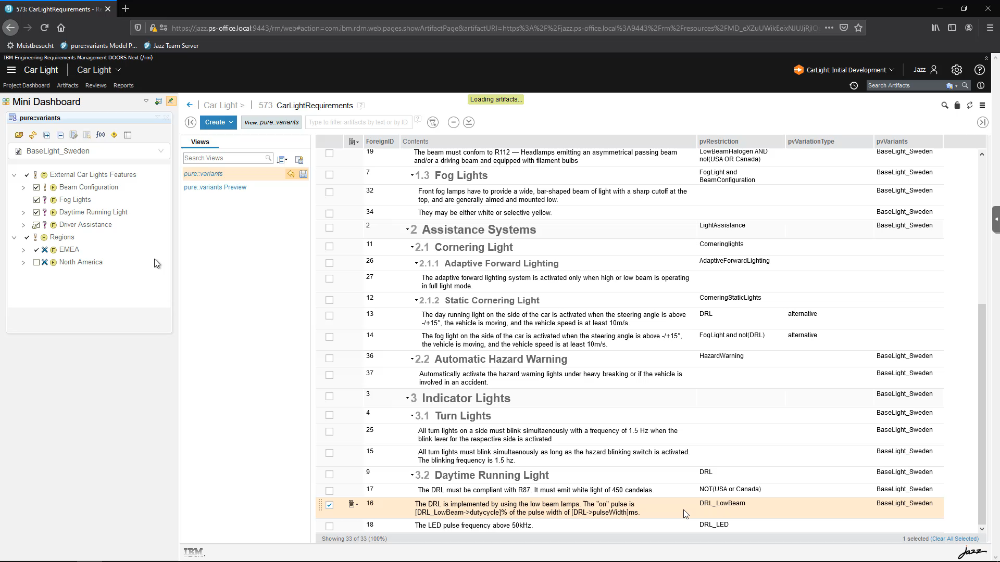 573: CarLightRequirements - Re
https://jazz.ps-office.local:9443/rm/web#action=com.ibm.rdm.web.pages.showArtifactPage&artifactURI=https%3A%2F%2Fjazz.ps-office.local%3A9443%2Frm%2Fresources%2FMD_eXZuUWikEeixNJUJjRjlO
Meistbesucht
pure::variants Model P...
Jazz Team Server
IBM Engineering Requirements Management DOORS Next (/rm)
Car Light
Car Light
CarLight: Initial Development
Jazz
Project Dashboard
Artifacts
Reviews
Reports
Search Artifacts
Mini Dashboard
Loading artifacts...
Car Light >
573 CarLightRequirements
pure::variants
Create
View: pure::variants
Type to filter artifacts by text or by ID
f(x)
BaseLight_Sweden
External Car Lights Features
Beam Configuration
Fog Lights
Daytime Running Light
Driver Assistance
Regions
EMEA
North America
Views
Search Views
pure::variants
pure::variants Preview
ForeignID
Contents
pvRestriction
pvVariationType
pvVariants
19
The beam must confom to R112 — Headlamps emitting an asymmetrical passing beam
and/or a driving beam and equipped with filament bulbs
LowBeamHalogen AND
not(USA OR Canada)
BaseLight_Sweden
7
1.3 Fog Lights
FogLight and
BeamConfiguration
BaseLight_Sweden
32
Front fog lamps have to provide a wide, bar-shaped beam of light with a sharp cutoff at the
top, and are generally aimed and mounted low.
BaseLight_Sweden
34
They may be either white or selective yellow.
BaseLight_Sweden
2
2 Assistance Systems
LightAssistance
BaseLight_Sweden
11
2.1 Cornering Light
Corneringlights
26
2.1.1 Adaptive Forward Lighting
AdaptiveForwardLighting
27
The adaptive forward lighting system is activated only when high or low beam is operating
in full light mode.
12
2.1.2 Static Cornering Light
CorneringStaticLights
13
The day running light on the side of the car is activated when the steering angle is above
-/+15°, the vehicle is moving, and the vehicle speed is at least 10m/s.
DRL
alternative
14
The fog light on the side of the car is activated when the steering angle is above -/+15°,
the vehicle is moving, and the vehicle speed is at least 10m/s.
FogLight and not(DRL)
alternative
36
2.2 Automatic Hazard Warning
HazardWarning
BaseLight_Sweden
37
Automatically activate the hazard warning lights under heavy breaking or if the vehicle is
involved in an accident.
BaseLight_Sweden
3
3 Indicator Lights
BaseLight_Sweden
4
3.1 Turn Lights
BaseLight_Sweden
25
All turn lights on a side must blink simultaenously with a frequency of 1.5 Hz when the
blink lever for the respective side is activated
BaseLight_Sweden
15
All turn lights must blink simultaenously as long as the hazard blinking switch is activated.
The blinking frequency is 1.5 hz.
BaseLight_Sweden
9
3.2 Daytime Running Light
DRL
BaseLight_Sweden
17
The DRL must be compliant with R87. It must emit white light of 450 candelas.
NOT(USA or Canada)
BaseLight_Sweden
16
The DRL is implemented by using the low beam lamps. The "on" pulse is
[DRL_LowBeam->dutycycle]% of the pulse width of [DRL->pulseWidth]ms.
DRL_LowBeam
BaseLight_Sweden
18
The LED pulse frequency above 50kHz.
DRL_LED
Showing 33 of 33 (100%)
1 selected (Clear All Selected)
IBM.
Jazz